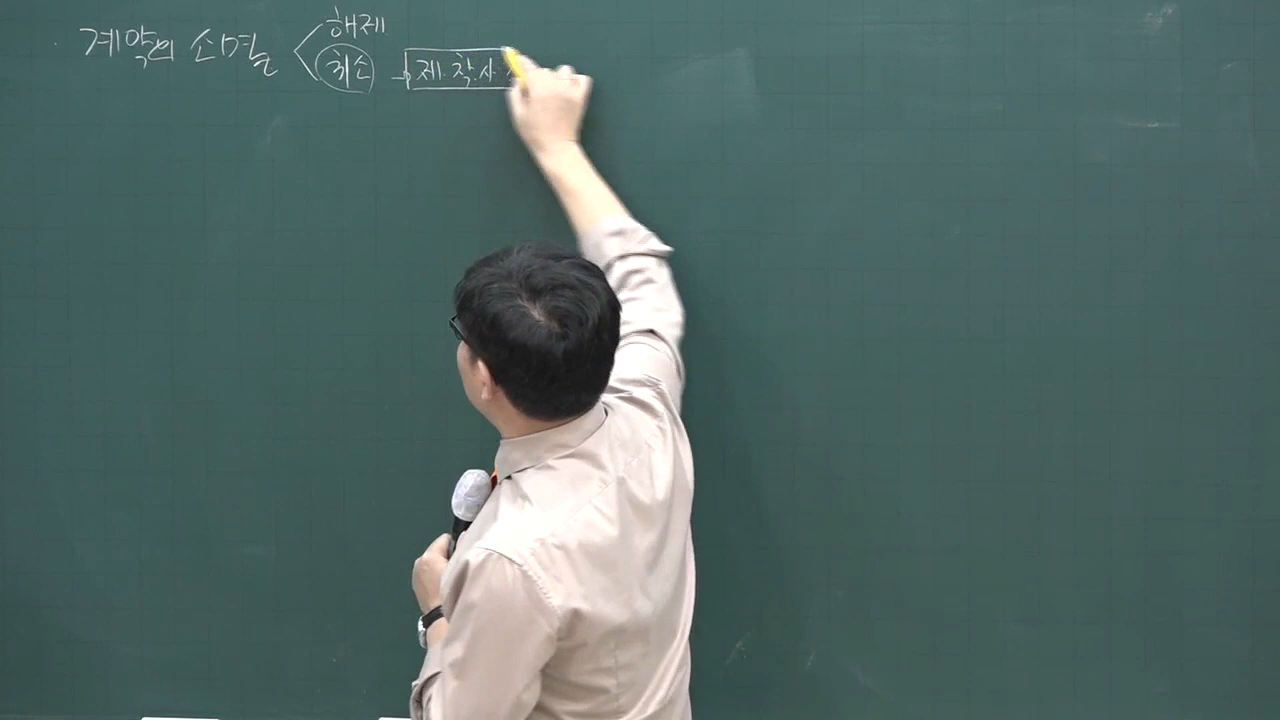 계약의 소멸
해제
취소
제. 착. 사